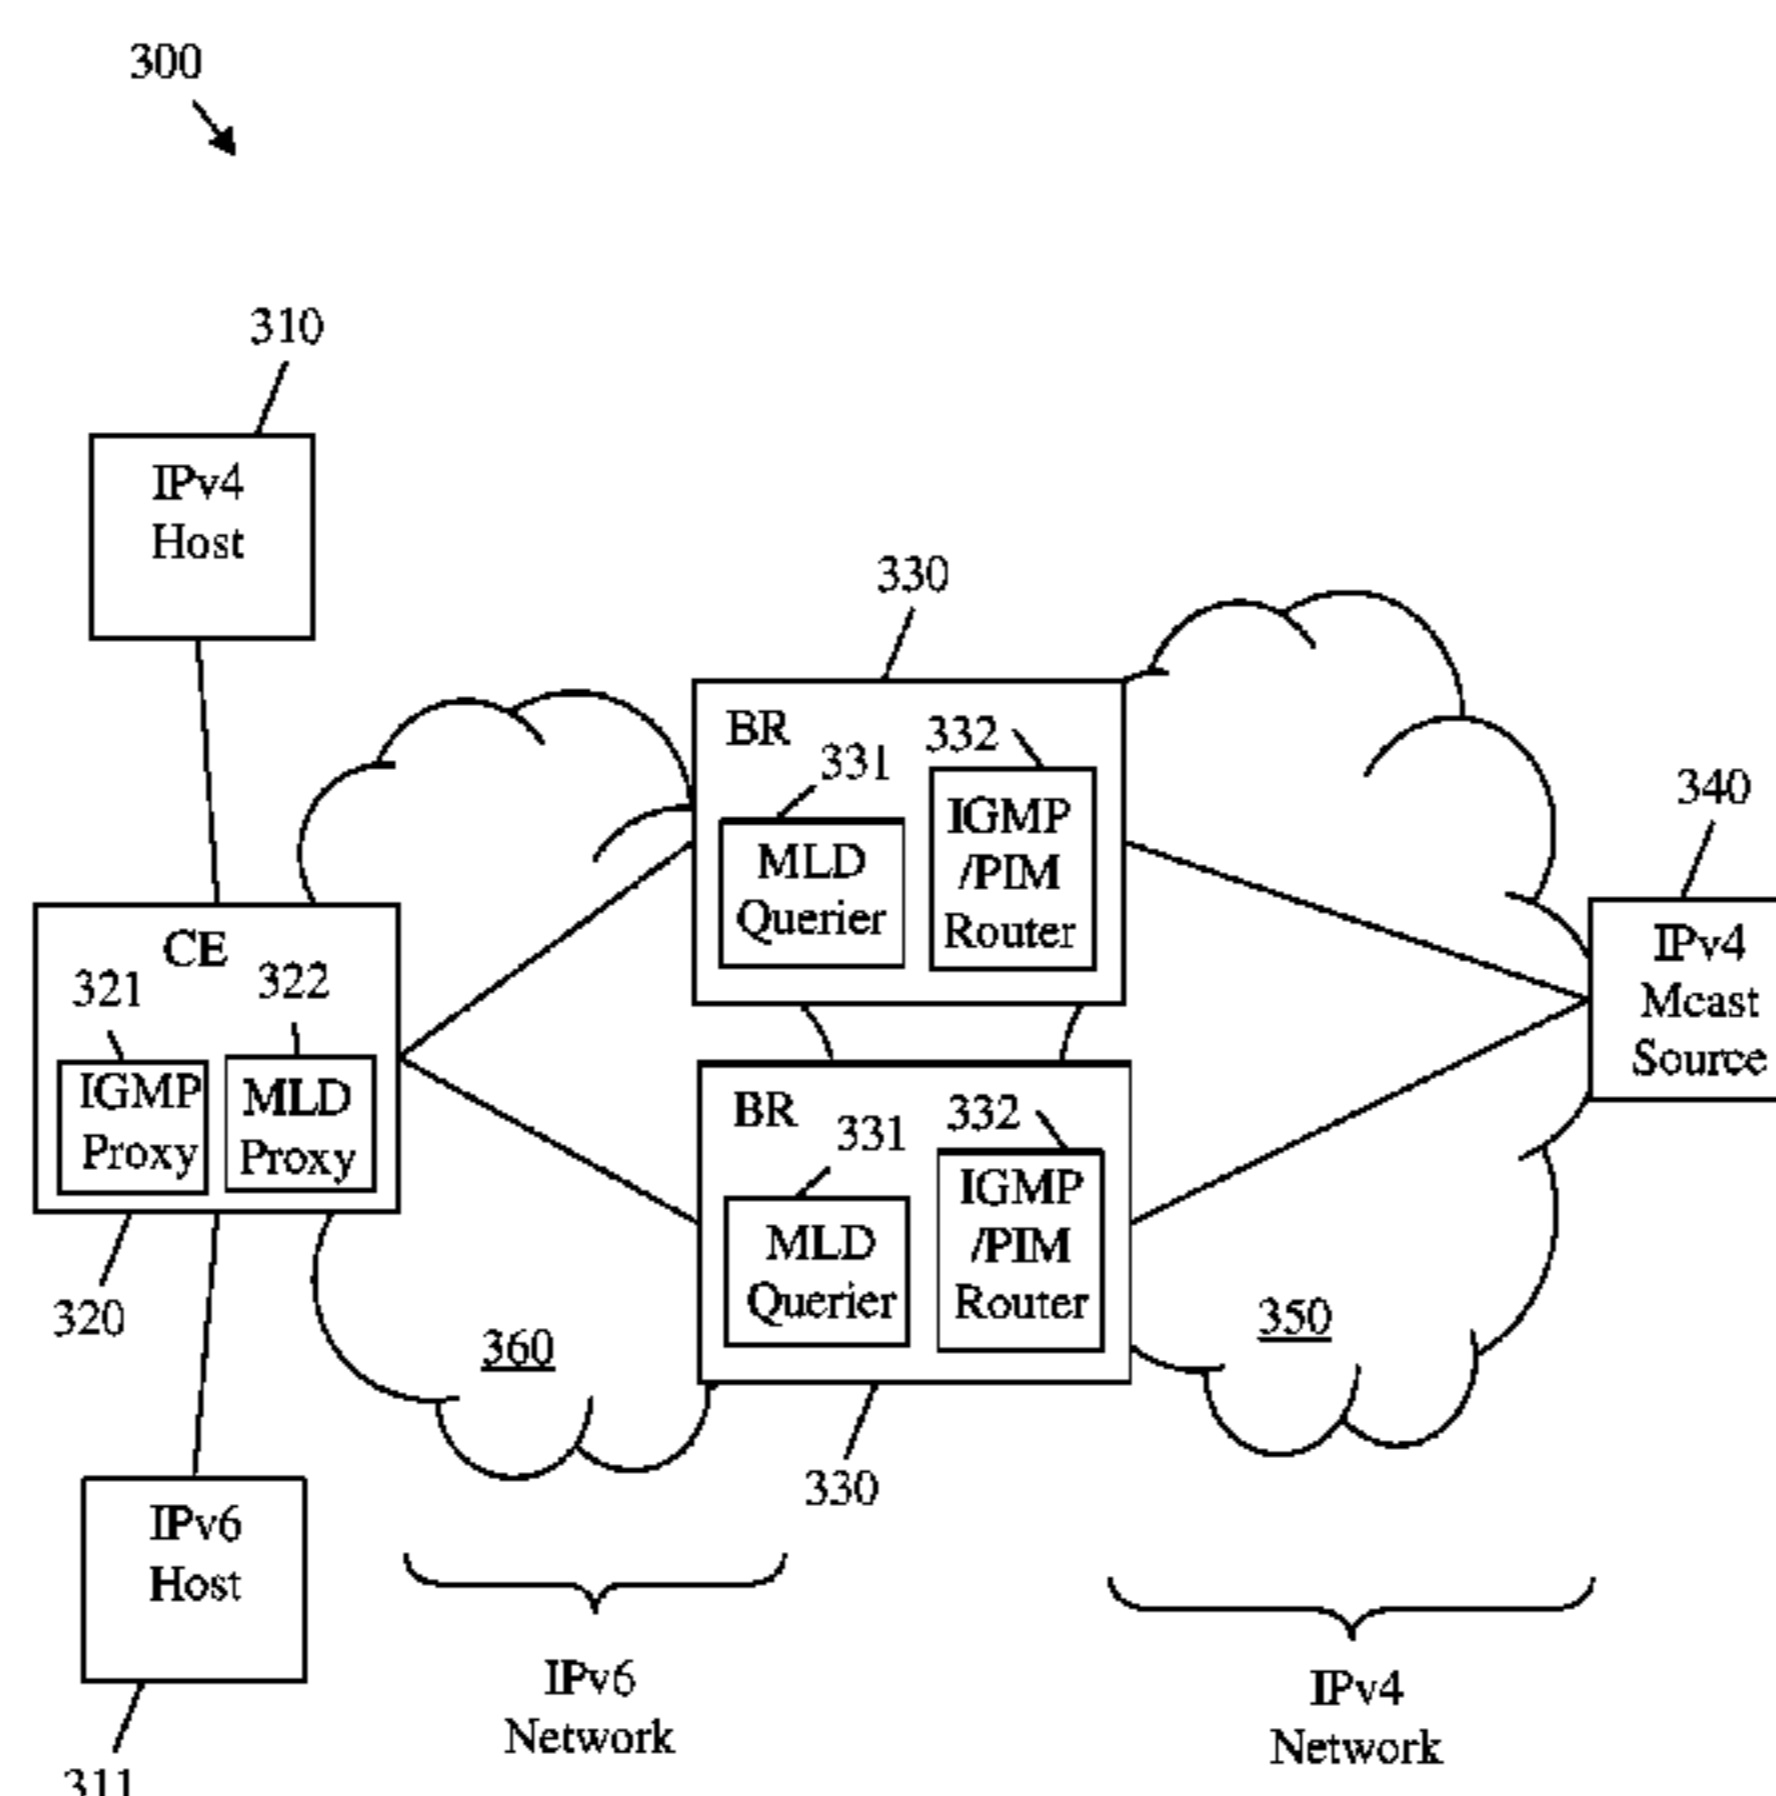 300
310
IPv4
Host
330
BR
332
331
IGMP
/PIM
Router
MLD
Querier
340
IPv4
Mcast
Source
CE
321
322
IGMP
Proxy
MLD
Proxy
320
BR
332
331
IGMP
/PIM
Router
MLD
Querier
360
350
330
IPv6
Host
311
IPv6
Network
IPv4
Network